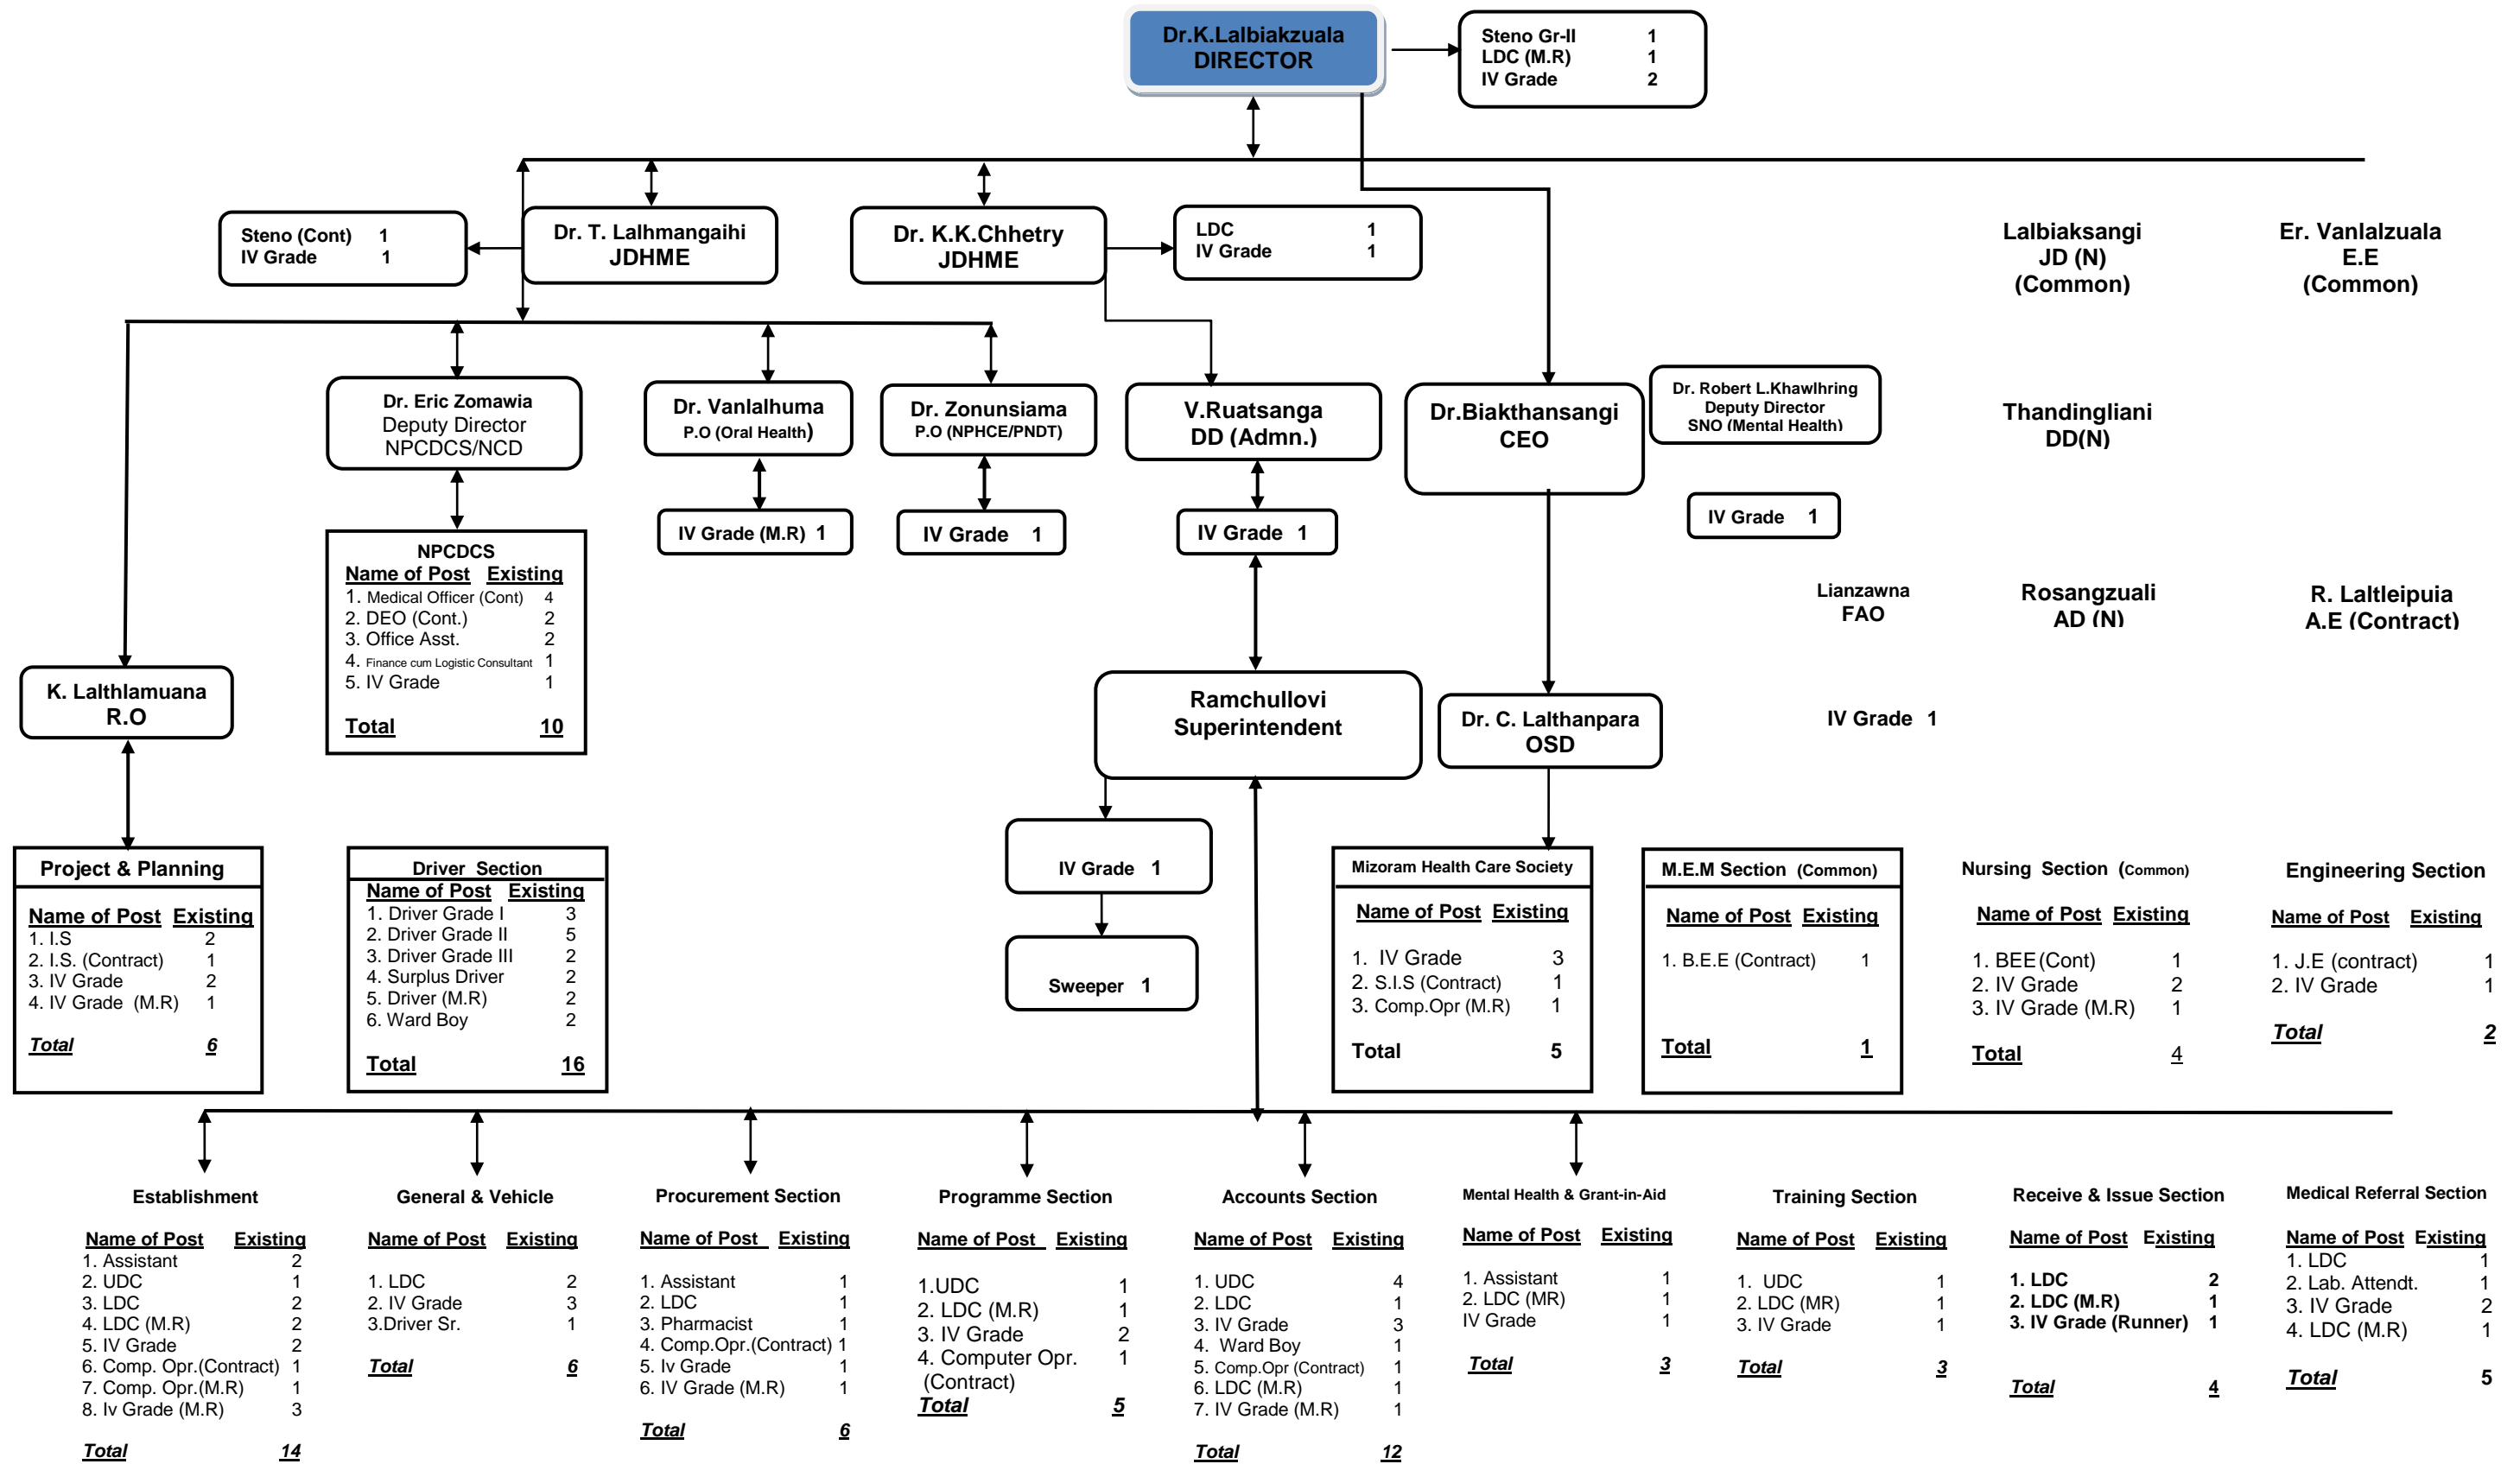 Dr.K.Lalbiakzuala
DIRECTOR
Steno Gr-II 1
LDC (M.R) 1
IV Grade 2
Steno (Cont) 1
IV Grade 1
Dr. T. Lalhmangaihi
JDHME
Dr. K.K.Chhetry
JDHME
LDC 1
IV Grade 1
Lalbiaksangi
JD (N)
(Common)
Er. Vanlalzuala
E.E
(Common)
Dr. Eric Zomawia
Deputy Director
NPCDCS/NCD
Dr. Vanlalhuma
P.O (Oral Health)
Dr. Zonunsiama
P.O (NPHCE/PNDT)
V.Ruatsanga
DD (Admn.)
Dr.Biakthansangi
CEO
Dr. Robert L.Khawlhring
Deputy Director
SNO (Mental Health)
Thandingliani
DD(N)
IV Grade (M.R) 1
IV Grade 1
IV Grade 1
IV Grade 1
NPCDCS
Name of Post Existing
1. Medical Officer (Cont) 4
2. DEO (Cont.) 2
3. Office Asst. 2
4. Finance cum Logistic Consultant 1
5. IV Grade 1
Total 10
Lianzawna
FAO
Rosangzuali
AD (N)
R. Laltleipuia
A.E (Contract)
K. Lalthlamuana
R.O
Ramchullovi
Superintendent
Dr. C. Lalthanpara
OSD
IV Grade 1
IV Grade 1
Sweeper 1
Project & Planning
Name of Post Existing
1. I.S 2
2. I.S. (Contract) 1
3. IV Grade 2
4. IV Grade (M.R) 1
Total 6
Driver Section
Name of Post Existing
1. Driver Grade I 3
2. Driver Grade II 5
3. Driver Grade III 2
4. Surplus Driver 2
5. Driver (M.R) 2
6. Ward Boy 2
Total 16
Mizoram Health Care Society
Name of Post Existing
1. IV Grade 3
2. S.I.S (Contract) 1
3. Comp.Opr (M.R) 1
Total 5
M.E.M Section (Common)
Name of Post Existing
1. B.E.E (Contract) 1
Total 1
Nursing Section (Common)
Name of Post Existing
1. BEE (Cont) 1
2. IV Grade 2
3. IV Grade (M.R) 1
Total 4
Engineering Section
Name of Post Existing
1. J.E (contract) 1
2. IV Grade 1
Total 2
Establishment
Name of Post Existing
1. Assistant 2
2. UDC 1
3. LDC 2
4. LDC (M.R) 2
5. IV Grade 2
6. Comp. Opr.(Contract) 1
7. Comp. Opr.(M.R) 1
8. Iv Grade (M.R) 3
Total 14
General & Vehicle
Name of Post Existing
1. LDC 2
2. IV Grade 3
3.Driver Sr. 1
Total 6
Procurement Section
Name of Post Existing
1. Assistant 1
2. LDC 1
3. Pharmacist 1
4. Comp.Opr.(Contract) 1
5. Iv Grade 1
6. IV Grade (M.R) 1
Total 6
Programme Section
Name of Post Existing
1.UDC 1
2. LDC (M.R) 1
3. IV Grade 2
4. Computer Opr. 1
(Contract)
Total 5
Accounts Section
Name of Post Existing
1. UDC 4
2. LDC 1
3. IV Grade 3
4. Ward Boy 1
5. Comp.Opr (Contract) 1
6. LDC (M.R) 1
7. IV Grade (M.R) 1
Total 12
Mental Health & Grant-in-Aid
Name of Post Existing
1. Assistant 1
2. LDC (MR) 1
IV Grade 1
Total 3
Training Section
Name of Post Existing
1. UDC 1
2. LDC (MR) 1
3. IV Grade 1
Total 3
Receive & Issue Section
Name of Post Existing
1. LDC 2
2. LDC (M.R) 1
3. IV Grade (Runner) 1
Total 4
Medical Referral Section
Name of Post Existing
1. LDC 1
2. Lab. Attendt. 1
3. IV Grade 2
4. LDC (M.R) 1
Total 5